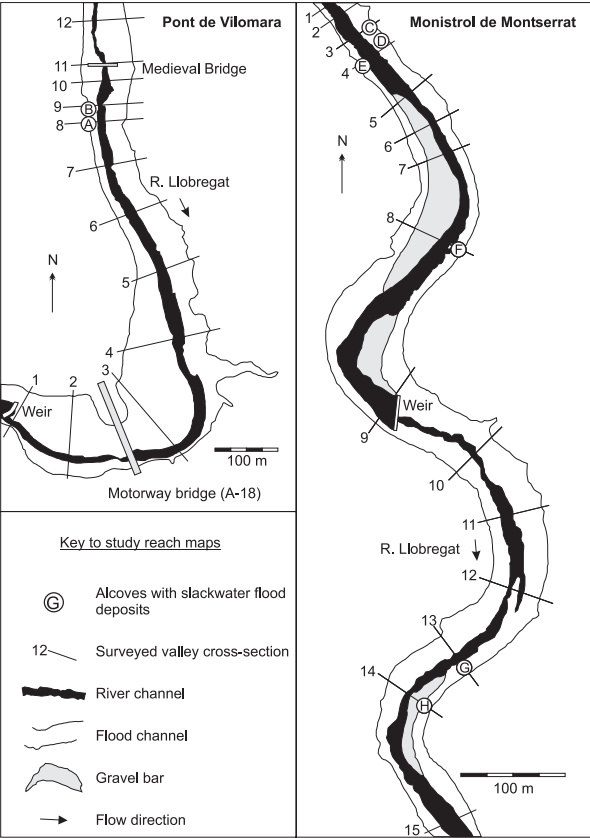 Pont de Vilomara
12
11
Medieval Bridge
10
9
B
8
A
7
R. Llobregat
6
N
5
4
3
1
2
Weir
100 m
Motorway bridge (A-18)
Key to study reach maps
G
Alcoves with slackwater flood
deposits
12
Surveyed valley cross-section
River channel
Flood channel
Gravel bar
Flow direction
Monistrol de Montserrat
1
2
C
D
3
E
4
5
N
6
7
8
F
Weir
9
10
11
R. Llobregat
12
13
G
14
H
100 m
15